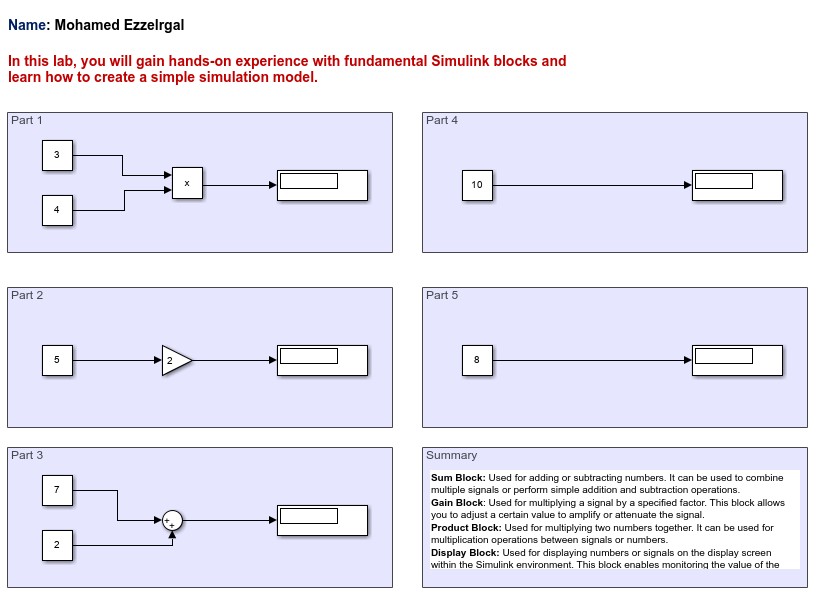 Name: Mohamed Ezzelrgal
In this lab, you will gain hands-on experience with fundamental Simulink blocks and
learn how to create a simple simulation model.
Part 1
3
4
x
Part 4
10
Part 2
5
2
Part 5
8
Part 3
7
2
+
+
Summary
Sum Block: Used for adding or subtracting numbers. It can be used to combine
multiple signals or perform simple addition and subtraction operations.
Gain Block: Used for multiplying a signal by a specified factor. This block allows
you to adjust a certain value to amplify or attenuate the signal.
Product Block: Used for multiplying two numbers together. It can be used for
multiplication operations between signals or numbers.
Display Block: Used for displaying numbers or signals on the display screen
within the Simulink environment. This block enables monitoring the value of the